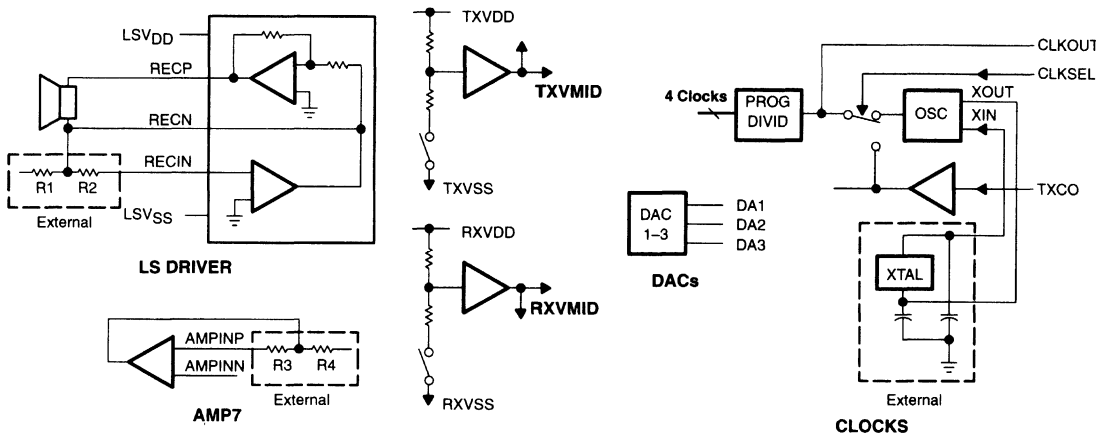 LSVDD
RECP
RECN
RECIN
R1 R2
External
LSVSS
LS DRIVER
AMPINP
AMPINN
R3 R4
External
AMP7
TXVDD
TXVMID
TXVSS
RXVDD
RXVMID
RXVSS
4 Clocks
PROG
DIVID
CLKOUT
CLKSEL
XOUT
OSC
XIN
TXCO
DAC
1–3
DA1
DA2
DA3
DACs
XTAL
External
CLOCKS